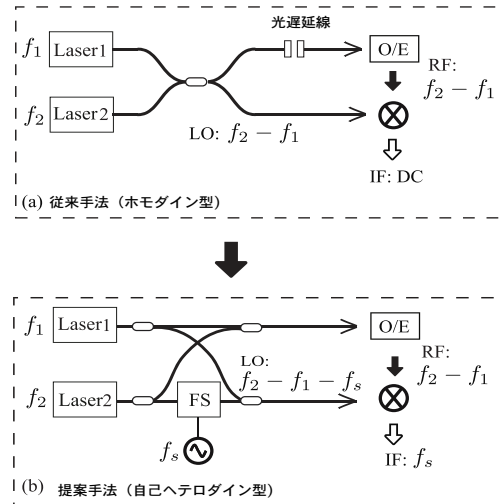 光遅延線
f₁ Laser1
O/E
RF:
f₂ − f₁
f₂ Laser2
LO: f₂ − f₁
IF: DC
(a) 従来手法（ホモダイン型）
f₁ Laser1
O/E
LO:
f₂ − f₁ − fₛ
RF:
f₂ − f₁
f₂ Laser2
FS
fₛ
IF: fₛ
(b) 提案手法（自己ヘテロダイン型）